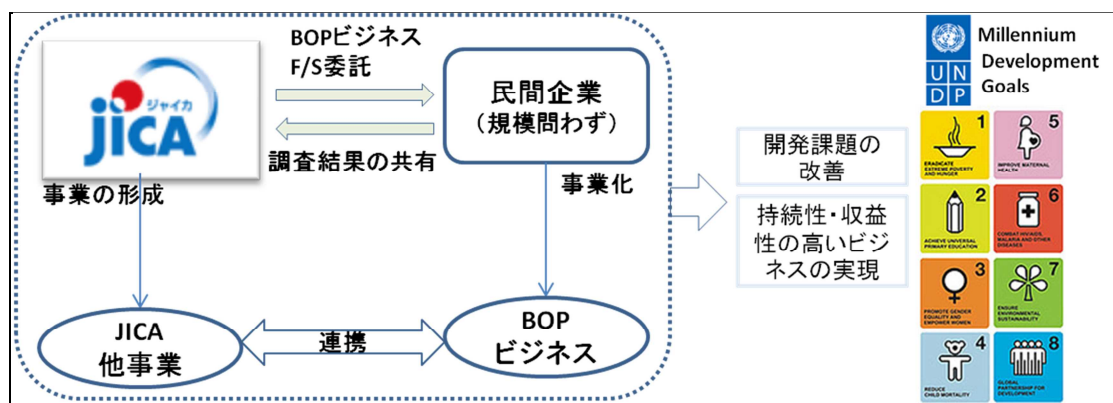 BOPビジネス
F/S委託
ジャイカ
JICA
民間企業
（規模問わず）
調査結果の共有
事業の形成
事業化
JICA
他事業
連携
BOP
ビジネス
開発課題の
改善
持続性・収益
性の高いビジ
ネスの実現
UN
DP
Millennium
Development
Goals
1
ERADICATE
EXTREME POVERTY
AND HUNGER
5
IMPROVE MATERNAL
HEALTH
2
ACHIEVE UNIVERSAL
PRIMARY EDUCATION
6
COMBAT HIV/AIDS,
MALARIA AND OTHER
DISEASES
3
PROMOTE GENDER
EQUALITY AND
EMPOWER WOMEN
7
ENSURE
ENVIRONMENTAL
SUSTAINABILITY
4
REDUCE
CHILD MORTALITY
8
GLOBAL
PARTNERSHIP FOR
DEVELOPMENT